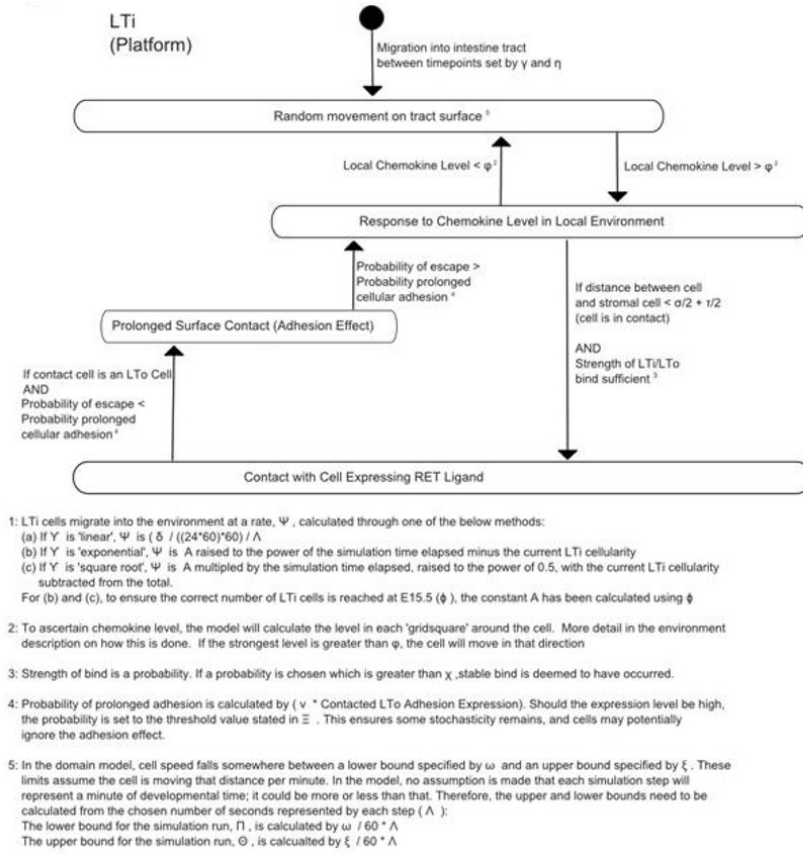 LTi
(Platform)
Migration into intestine tract
between timepoints set by γ and η
Random movement on tract surface ⁵
Local Chemokine Level < φ²
Local Chemokine Level > φ²
Response to Chemokine Level in Local Environment
Probability of escape >
Probability prolonged
cellular adhesion ⁴
If distance between cell
and stromal cell < σ/2 + τ/2
(cell is in contact)
AND
Strength of LTi/LTo
bind sufficient ³
Prolonged Surface Contact (Adhesion Effect)
If contact cell is an LTo Cell
AND
Probability of escape <
Probability prolonged
cellular adhesion ⁴
Contact with Cell Expressing RET Ligand
1: LTi cells migrate into the environment at a rate, Ψ , calculated through one of the below methods:
(a) If ϒ is 'linear', Ψ is ( δ / ((24*60)*60) / Λ
(b) If ϒ is 'exponential', Ψ is A raised to the power of the simulation time elapsed minus the current LTi cellularity
(c) If ϒ is 'square root', Ψ is A multipled by the simulation time elapsed, raised to the power of 0.5, with the current LTi cellularity
subtracted from the total.
For (b) and (c), to ensure the correct number of LTi cells is reached at E15.5 ( ϕ ), the constant A has been calculated using ϕ
2: To ascertain chemokine level, the model will calculate the level in each 'gridsquare' around the cell. More detail in the environment
description on how this is done. If the strongest level is greater than φ, the cell will move in that direction
3: Strength of bind is a probability. If a probability is chosen which is greater than χ ,stable bind is deemed to have occurred.
4: Probability of prolonged adhesion is calculated by ( ν * Contacted LTo Adhesion Expression). Should the expression level be high,
the probability is set to the threshold value stated in Ξ . This ensures some stochasticity remains, and cells may potentially
ignore the adhesion effect.
5: In the domain model, cell speed falls somewhere between a lower bound specified by ω and an upper bound specified by ξ . These
limits assume the cell is moving that distance per minute. In the model, no assumption is made that each simulation step will
represent a minute of developmental time; it could be more or less than that. Therefore, the upper and lower bounds need to be
calculated from the chosen number of seconds represented by each step ( Λ ):
The lower bound for the simulation run, Π , is calculated by ω / 60 * Λ
The upper bound for the simulation run, Θ , is calcualted by ξ / 60 * Λ